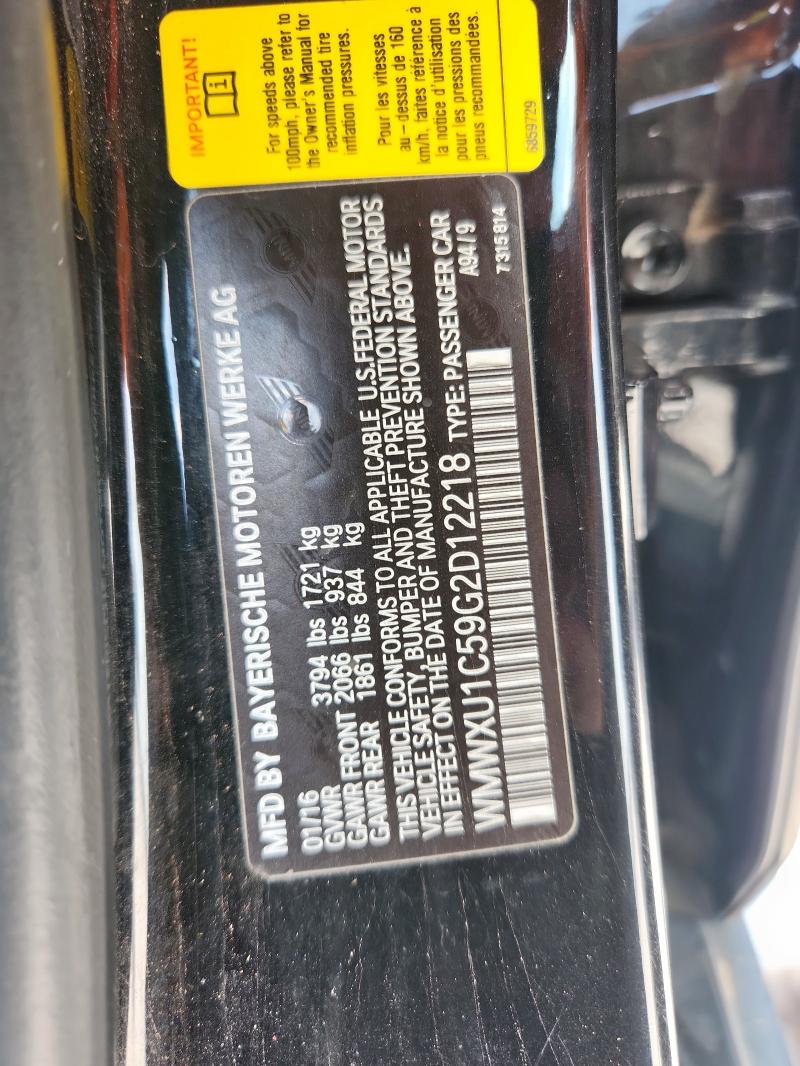 IMPORTANT!
For speeds above
100mph, please refer to
the Owner's Manual for
recommended tire
inflation pressures.
Pour les vitesses
au-dessus de 160
km/h, faites référence à
la notice d'utilisation
pour les pressions des
pneus recommandées.
6859729
MFD BY BAYERISCHE MOTOREN WERKE AG
01/16
GVWR 3794 lbs 1721 kg
GAWR FRONT 2066 lbs 937 kg
GAWR REAR 1861 lbs 844 kg
THIS VEHICLE CONFORMS TO ALL APPLICABLE U.S.FEDERAL MOTOR
VEHICLE SAFETY, BUMPER AND THEFT PREVENTION STANDARDS
IN EFFECT ON THE DATE OF MANUFACTURE SHOWN ABOVE.
WMWXU1C59G2D12218 TYPE: PASSENGER CAR
A94/9
7315814